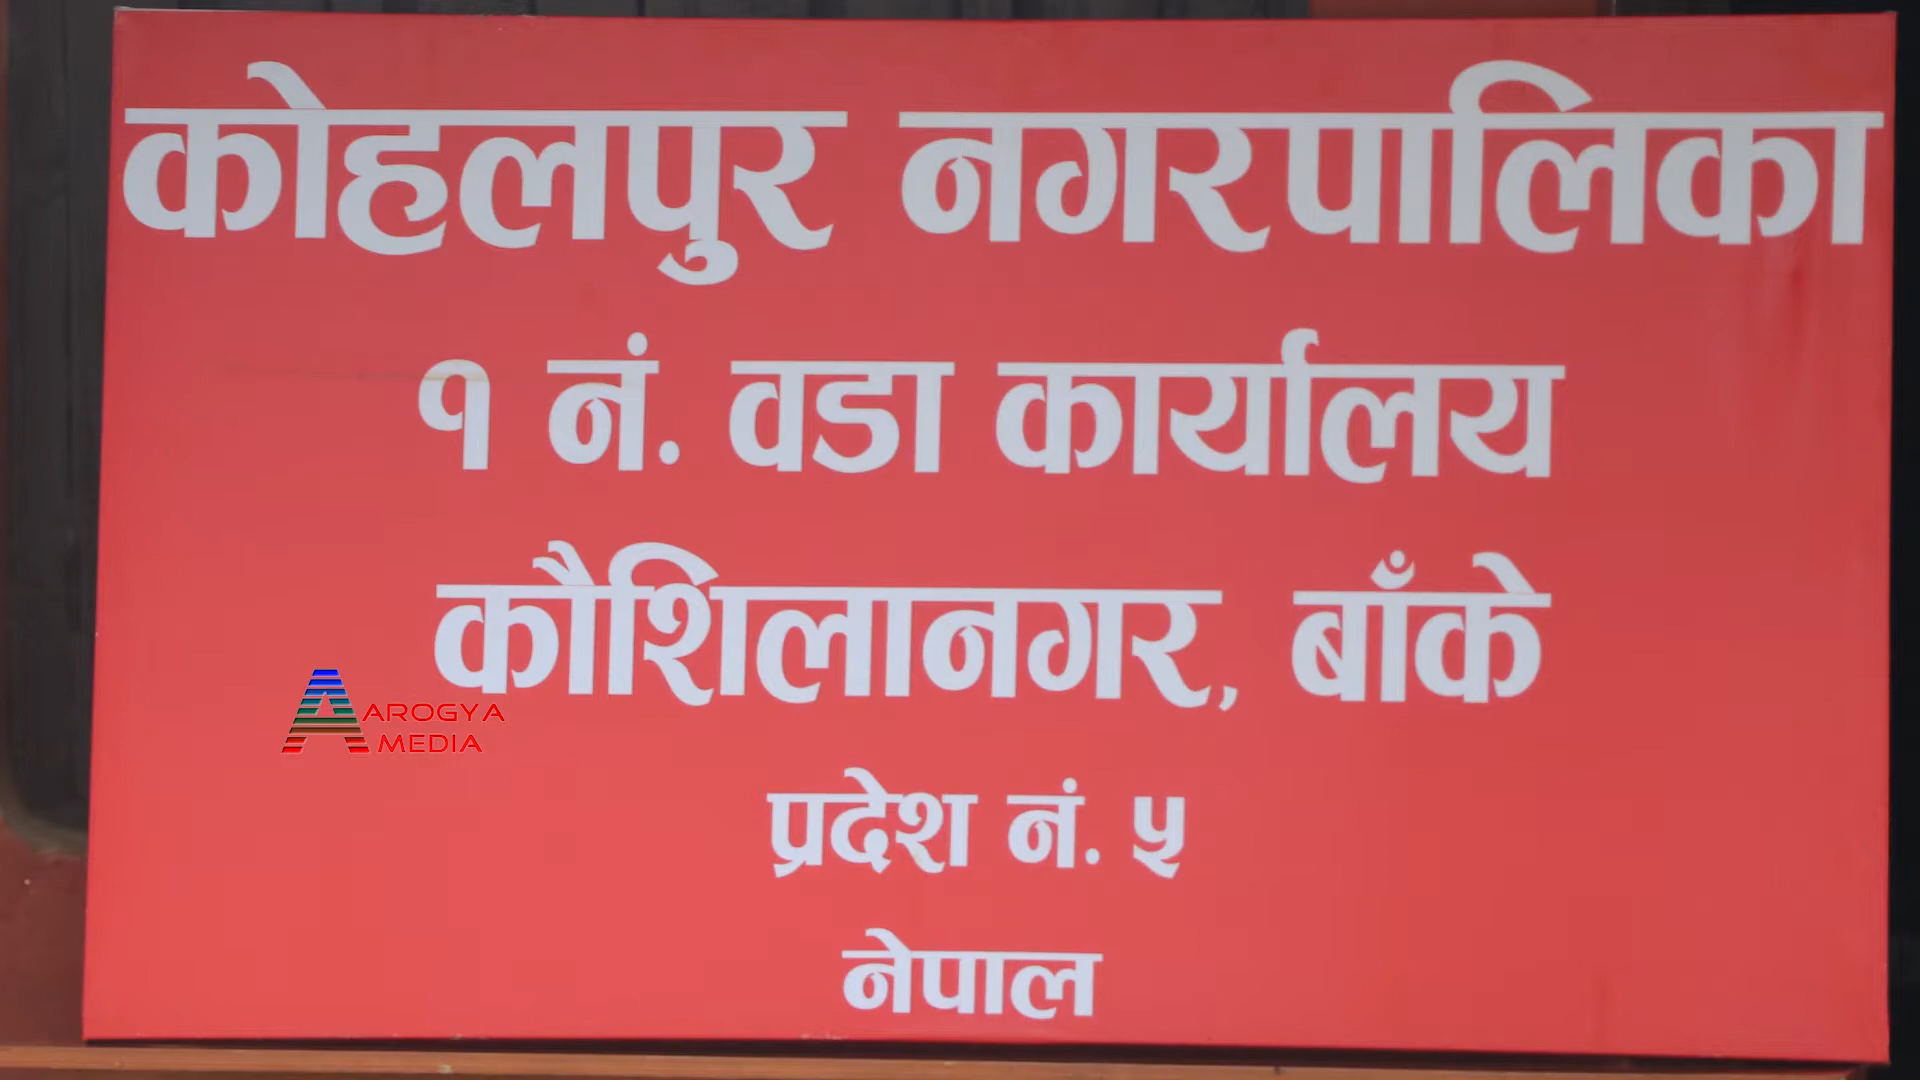 कोहलपुर नगरपालिका
१ नं. वडा कार्यालय
कौशिलानगर, बाँके
AROGYA
MEDIA
प्रदेश नं. ५
नेपाल